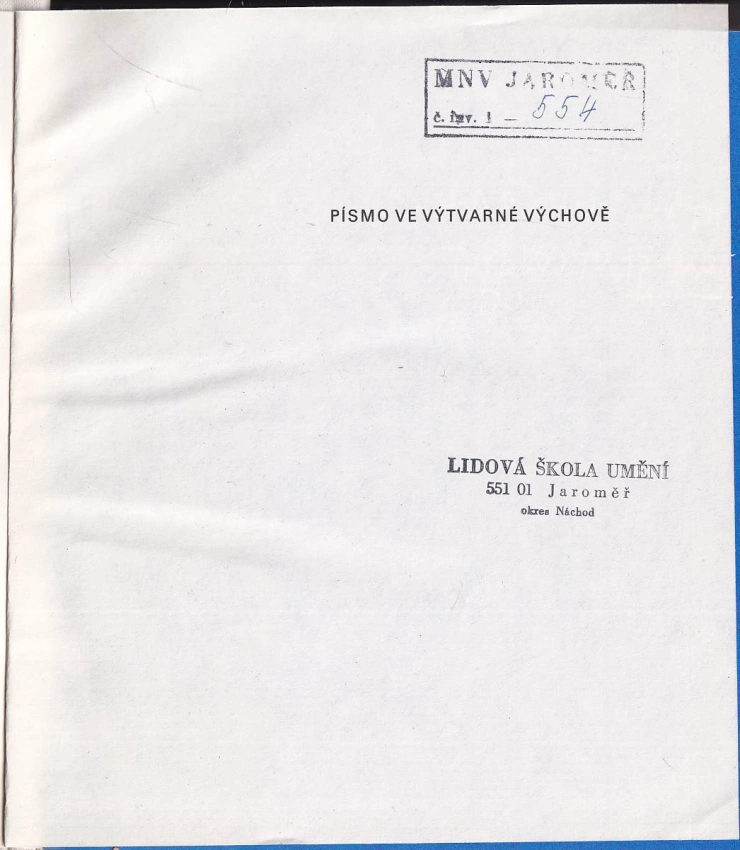 MNV JAROMĚŘ
č. inv. 1 — 554
PÍSMO VE VÝTVARNÉ VÝCHOVĚ
LIDOVÁ ŠKOLA UMĚNÍ
551 01 Jaroměř
okres Náchod